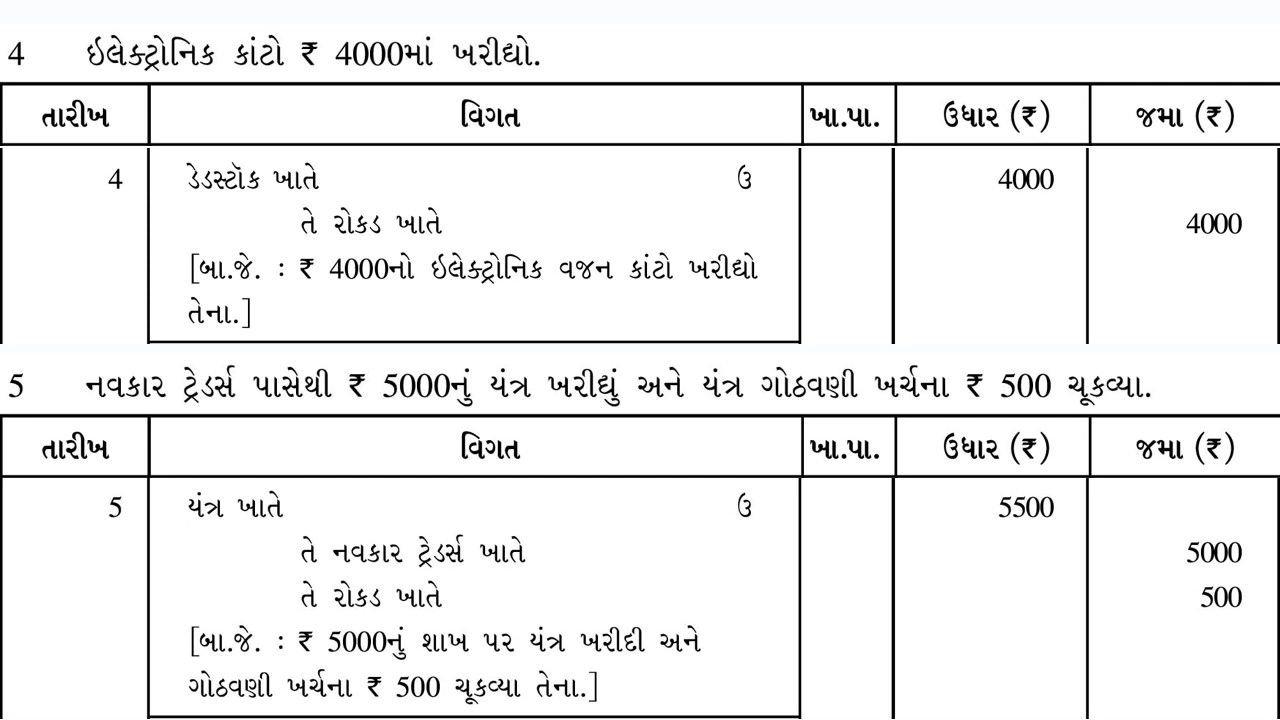 4 ઇલેક્ટ્રોનિક કાંટો ₹ 4000માં ખરીદ્યો.
તારીખ વિગત ખા.પા. ઉધાર (₹) જમા (₹)
4 ડેડસ્ટૉક ખાતે ઉ 4000
તે રોકડ ખાતે 4000
[બા.જે. : ₹ 4000નો ઇલેક્ટ્રોનિક વજન કાંટો ખરીદ્યો
તેના.]
5 નવકાર ટ્રેડર્સ પાસેથી ₹ 5000નું યંત્ર ખરીદ્યું અને યંત્ર ગોઠવણી ખર્ચના ₹ 500 ચૂકવ્યા.
તારીખ વિગત ખા.પા. ઉધાર (₹) જમા (₹)
5 યંત્ર ખાતે ઉ 5500
તે નવકાર ટ્રેડર્સ ખાતે 5000
તે રોકડ ખાતે 500
[બા.જે. : ₹ 5000નું શાખ પર યંત્ર ખરીદી અને
ગોઠવણી ખર્ચના ₹ 500 ચૂકવ્યા તેના.]